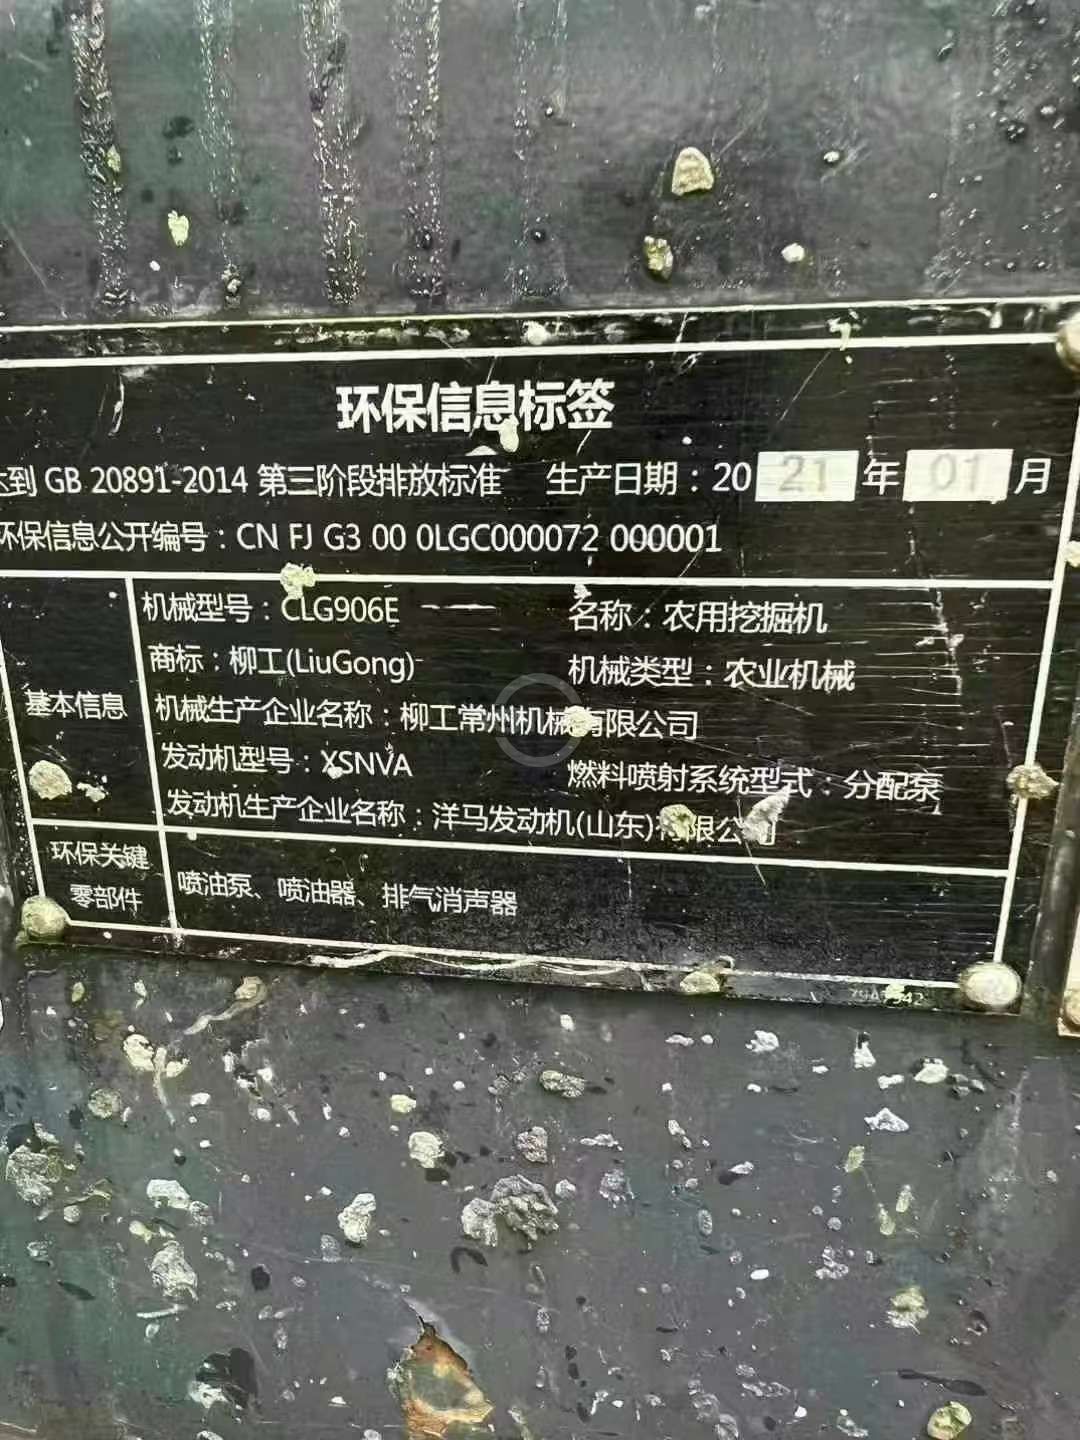 环保信息标签
达到 GB 20891-2014 第三阶段排放标准 生产日期：20 21 年 01 月
环保信息公开编号：CN FJ G3 00 0LGC000072 000001
基本信息
机械型号：CLG906E 名称：农用挖掘机
商标：柳工(LiuGong) 机械类型：农业机械
机械生产企业名称：柳工常州机械有限公司
发动机型号：XSNVA 燃料喷射系统型式：分配泵
发动机生产企业名称：洋马发动机(山东)有限公司
环保关键
零部件
喷油泵、喷油器、排气消声器